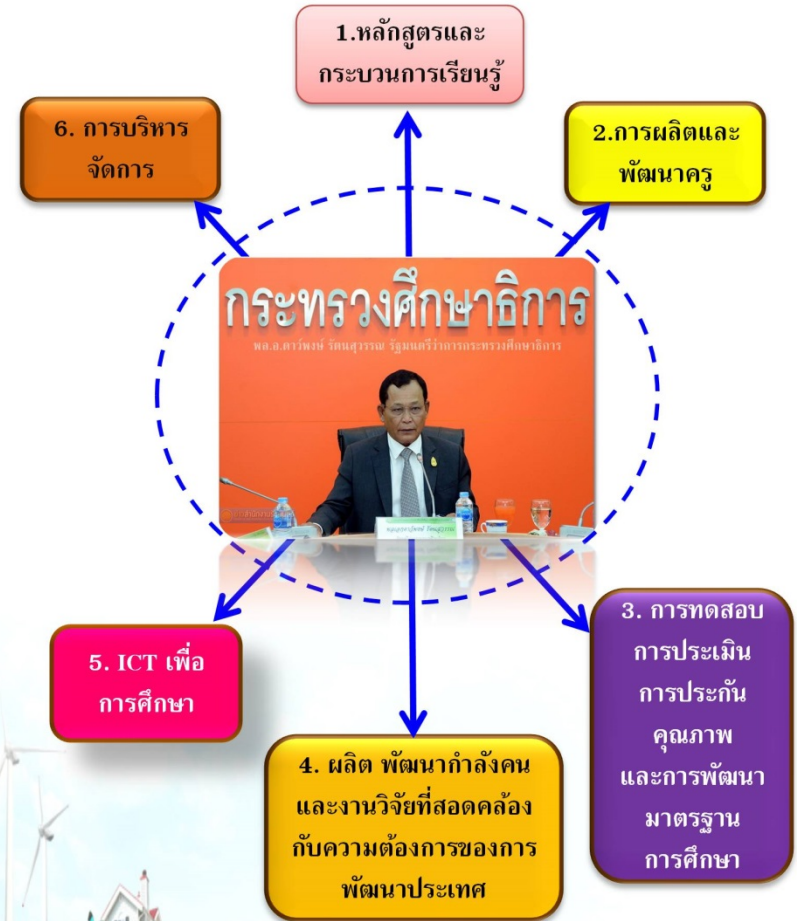 1.หลักสูตรและ
กระบวนการเรียนรู้
6. การบริหาร
จัดการ
2.การผลิตและ
พัฒนาครู
กระทรวงศึกษาธิการ
พล.อ.ดาว์พงษ์ รัตนสุวรรณ รัฐมนตรีว่าการกระทรวงศึกษาธิการ
5. ICT เพื่อ
การศึกษา
4. ผลิต พัฒนากำลังคน
และงานวิจัยที่สอดคล้อง
กับความต้องการของการ
พัฒนาประเทศ
3. การทดสอบ
การประเมิน
การประกัน
คุณภาพ
และการพัฒนา
มาตรฐาน
การศึกษา